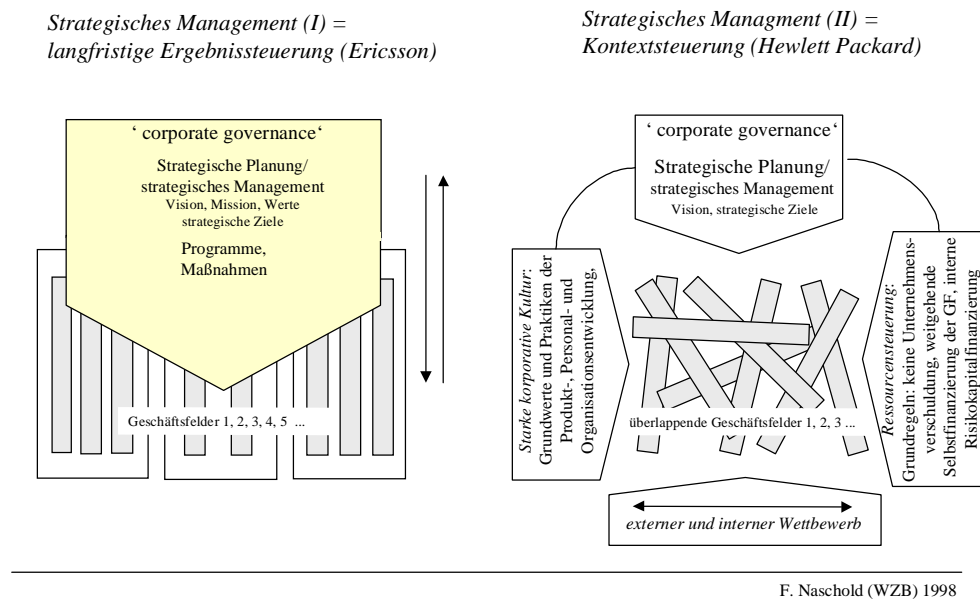 Strategisches Management (I) =
langfristige Ergebnissteuerung (Ericsson)
‘ corporate governance‘
Strategische Planung/
strategisches Management
Vision, Mission, Werte
strategische Ziele
Programme,
Maßnahmen
Geschäftsfelder 1, 2, 3, 4, 5 ...
Strategisches Managment (II) =
Kontextsteuerung (Hewlett Packard)
‘ corporate governance‘
Strategische Planung/
strategisches Management
Vision, strategische Ziele
Starke korporative Kultur:
Grundwerte und Praktiken der
Produkt-, Personal- und
Organisationsentwicklung,
überlappende Geschäftsfelder 1, 2, 3 ...
Ressourcensteuerung:
Grundregeln: keine Unternehmens-
verschuldung, weitgehende
Selbstfinanzierung der GF, interne
Risikokapitalfinanzierung
externer und interner Wettbewerb
F. Naschold (WZB) 1998